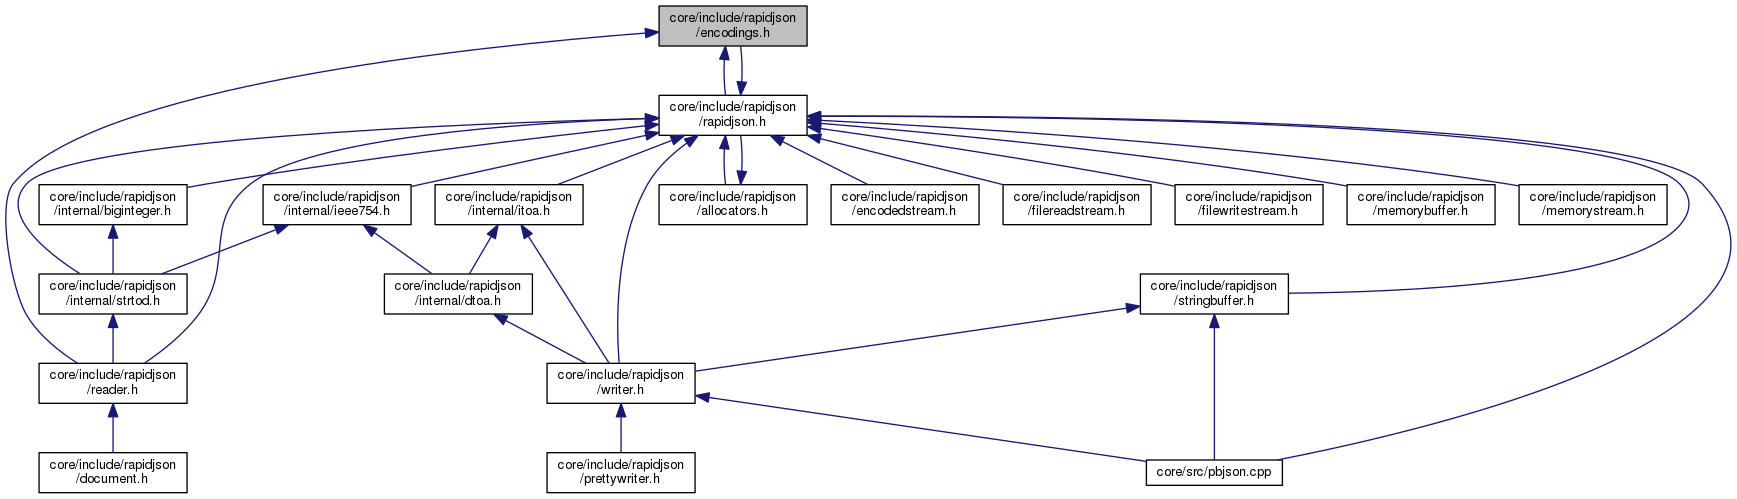 core/include/rapidjson
/encodings.h
core/include/rapidjson
/rapidjson.h
core/include/rapidjson
/internal/biginteger.h
core/include/rapidjson
/internal/ieee754.h
core/include/rapidjson
/internal/itoa.h
core/include/rapidjson
/allocators.h
core/include/rapidjson
/encodedstream.h
core/include/rapidjson
/filereadstream.h
core/include/rapidjson
/filewritestream.h
core/include/rapidjson
/memorybuffer.h
core/include/rapidjson
/memorystream.h
core/include/rapidjson
/internal/strtod.h
core/include/rapidjson
/internal/dtoa.h
core/include/rapidjson
/stringbuffer.h
core/include/rapidjson
/reader.h
core/include/rapidjson
/writer.h
core/include/rapidjson
/document.h
core/include/rapidjson
/prettywriter.h
core/src/pbjson.cpp